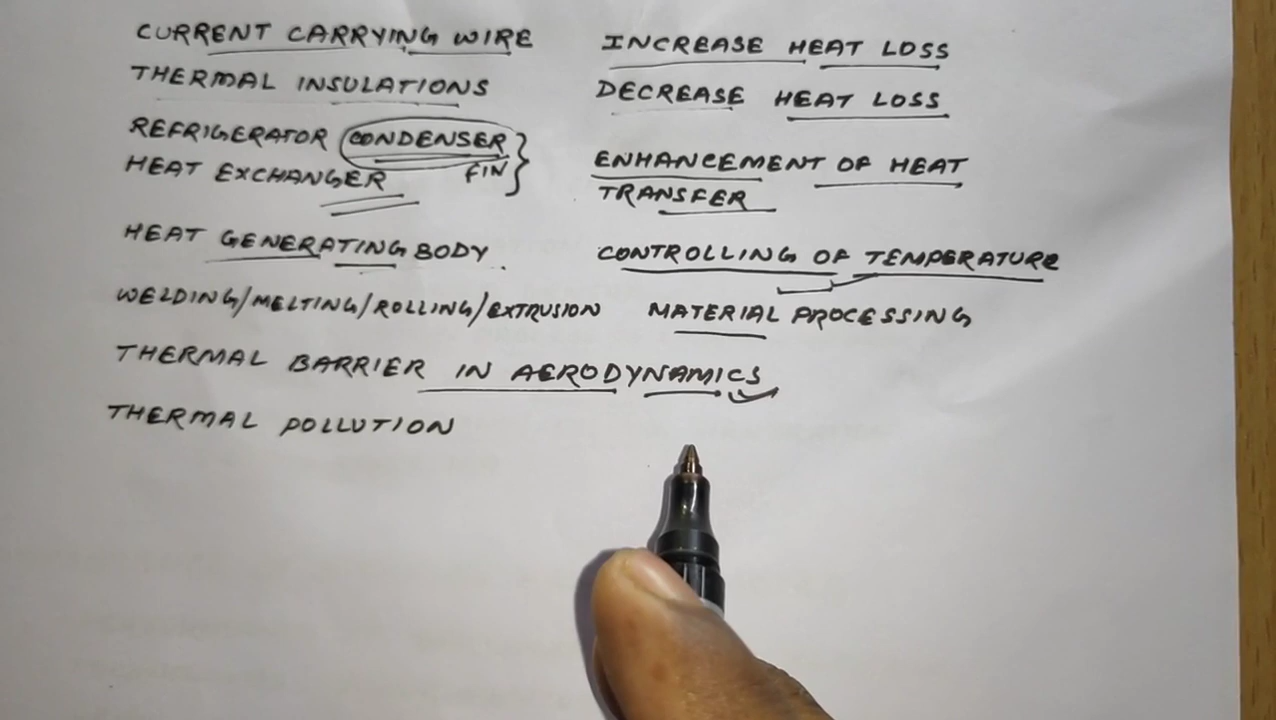 CURRENT CARRYING WIRE INCREASE HEAT LOSS
THERMAL INSULATIONS DECREASE HEAT LOSS
REFRIGERATOR CONDENSER
HEAT EXCHANGER FIN
ENHANCEMENT OF HEAT
TRANSFER
HEAT GENERATING BODY CONTROLLING OF TEMPERATURE
WELDING/MELTING/ROLLING/EXTRUSION MATERIAL PROCESSING
THERMAL BARRIER IN AERODYNAMICS
THERMAL POLLUTION